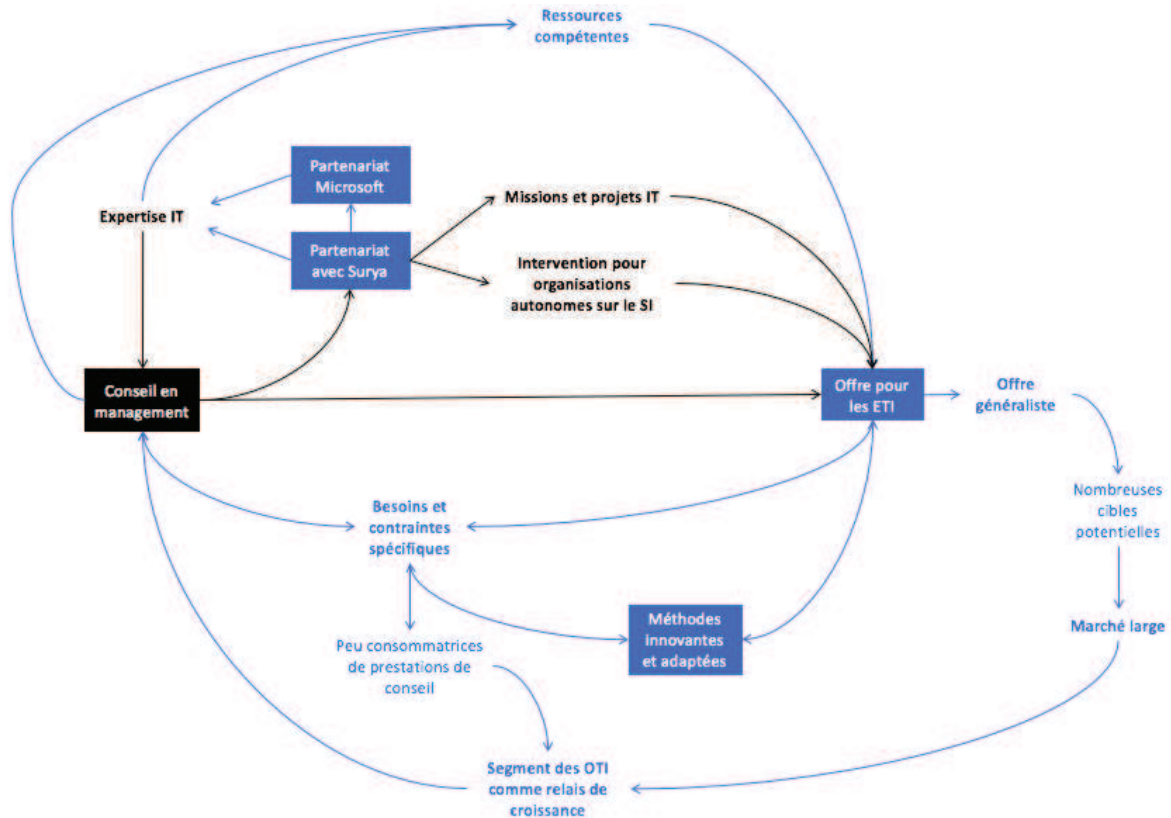 Ressources
compétentes
Partenariat
Microsoft
Expertise IT
Missions et projets IT
Partenariat
avec Surya
Intervention pour
organisations
autonomes sur le SI
Conseil en
management
Offre pour
les ETI
Offre
généraliste
Besoins et
contraintes
spécifiques
Nombreuses
cibles
potentielles
Méthodes
innovantes
et adaptées
Marché large
Peu consommatrices
de prestations de
conseil
Segment des OTI
comme relais de
croissance